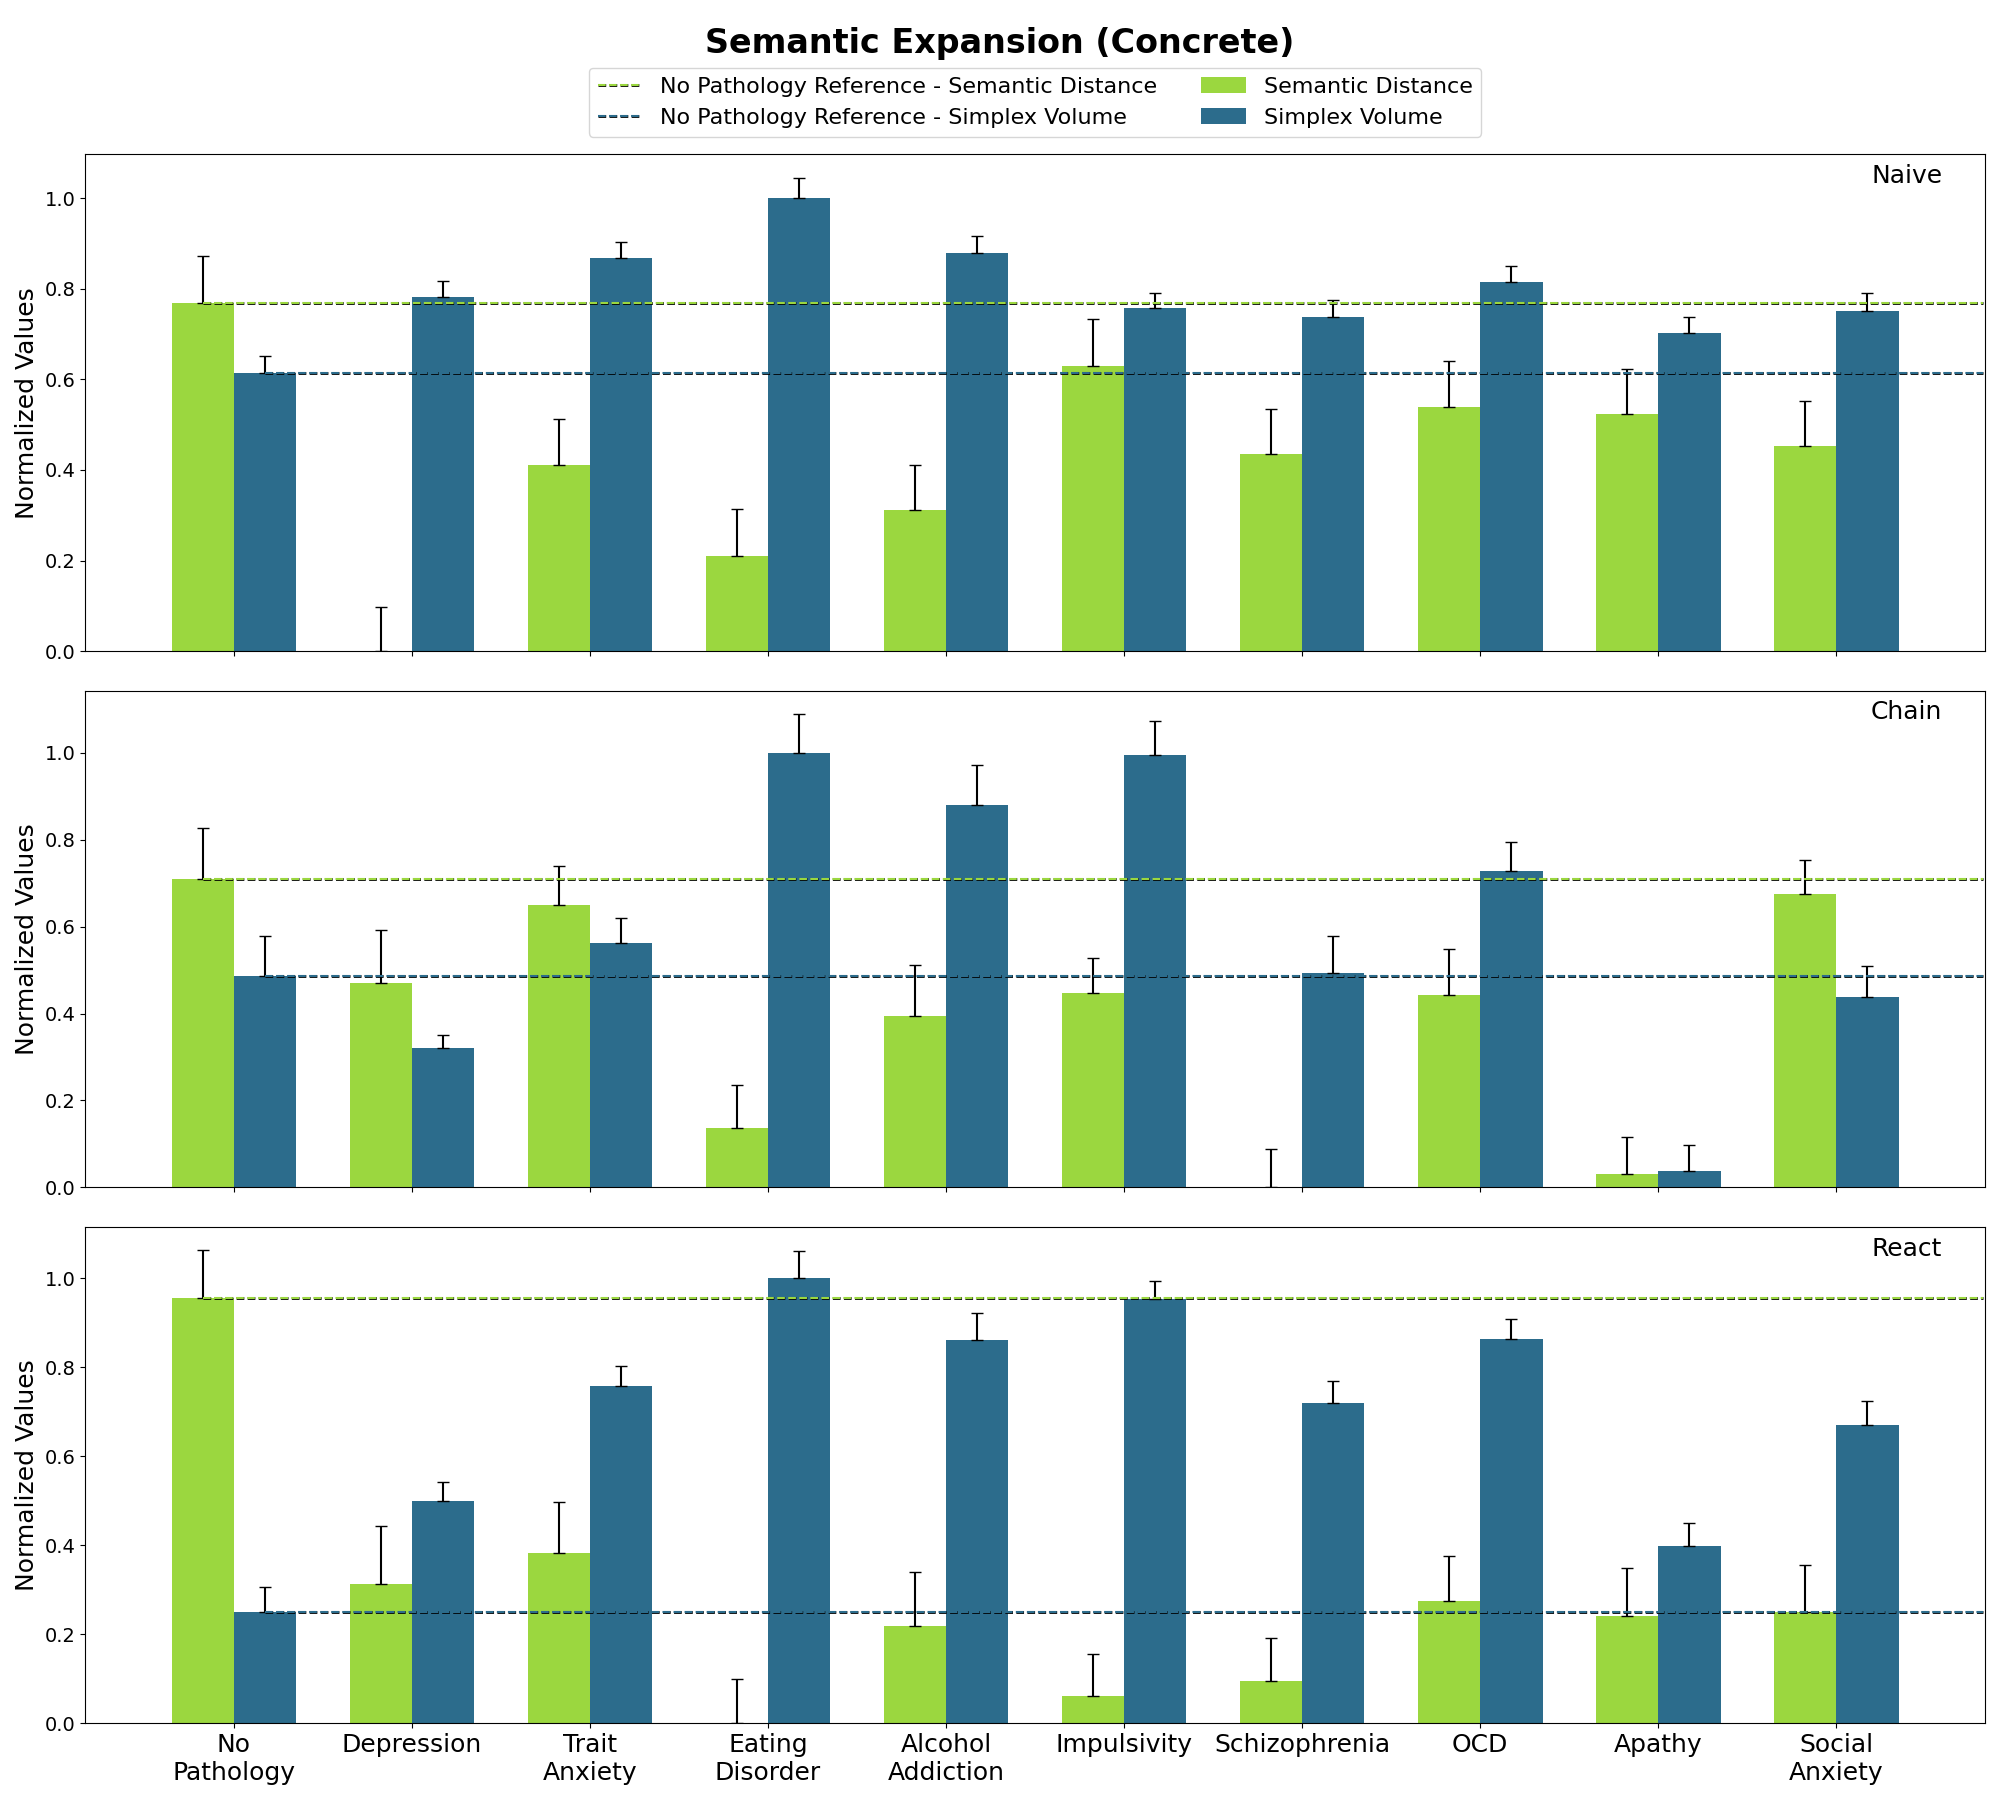 Semantic Expansion (Concrete)
No Pathology Reference - Semantic Distance
No Pathology Reference - Simplex Volume
Semantic Distance
Simplex Volume
Naive
Normalized Values
1.0
0.8
0.6
0.4
0.2
0.0
Chain
Normalized Values
1.0
0.8
0.6
0.4
0.2
0.0
React
Normalized Values
1.0
0.8
0.6
0.4
0.2
0.0
No
Pathology
Depression
Trait
Anxiety
Eating
Disorder
Alcohol
Addiction
Impulsivity
Schizophrenia
OCD
Apathy
Social
Anxiety